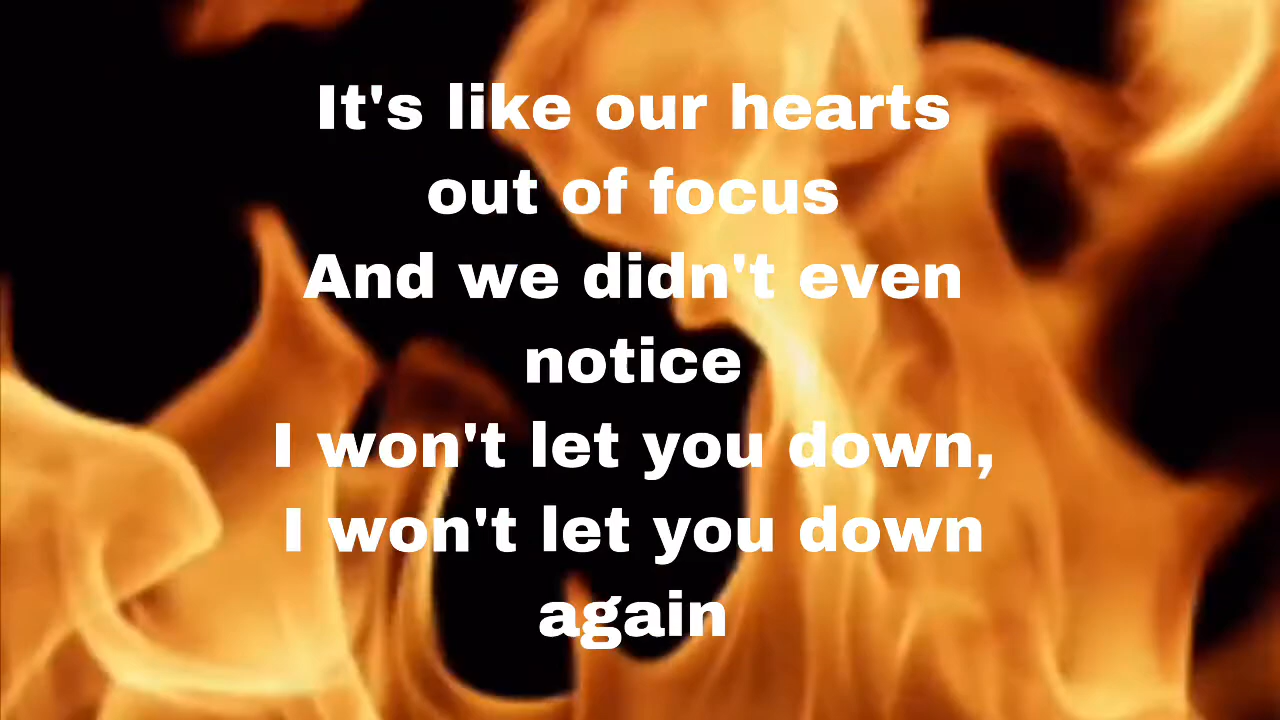 It's like our hearts
out of focus
And we didn't even
notice
I won't let you down,
I won't let you down
again